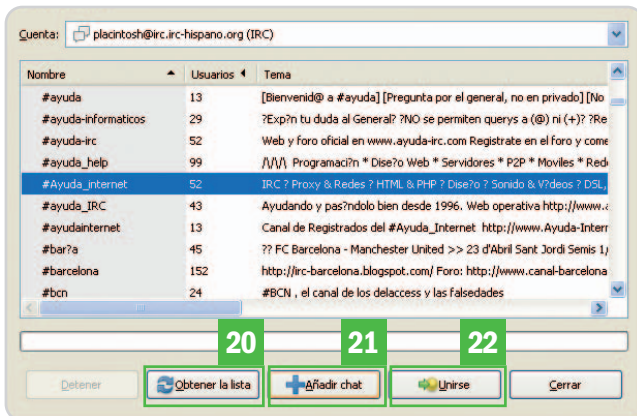 Cuenta: placintosh@irc.irc-hispano.org (IRC)
Nombre Usuarios Tema
#ayuda 13 [Bienvenid@ a #ayuda] [Pregunta por el general, no en privado] [No
#ayuda-informaticos 29 ?Exp?n tu duda al General? ?NO se permiten querys a (@) ni (+)? ?Re
#ayuda-irc 52 Web y foro oficial en www.ayuda-irc.com Registrate en el foro y come
#ayuda_help 99 /\/\/\ Programaci?n * Dise?o Web * Servidores * P2P * Moviles * Rede
#Ayuda_internet 52 IRC ? Proxy & Redes ? HTML & PHP ? Dise?o ? Sonido & V?deos ? DSL,
#ayuda_IRC 43 Ayudando y pas?ndolo bien desde 1996. Web operativa http://www.a
#ayudainternet 13 Canal de Registrados del #Ayuda_Internet http://www.Ayuda-Intern
#bar?a 45 ?? FC Barcelona - Manchester United >> 23 d'Abril Sant Jordi Semis 1/
#barcelona 152 http://irc-barcelona.blogspot.com/ Foro: http://www.canal-barcelona
#bcn 24 #BCN , el canal de los delaccess y las falsedades
20 21 22
Detener Obtener la lista Añadir chat Unirse Cerrar